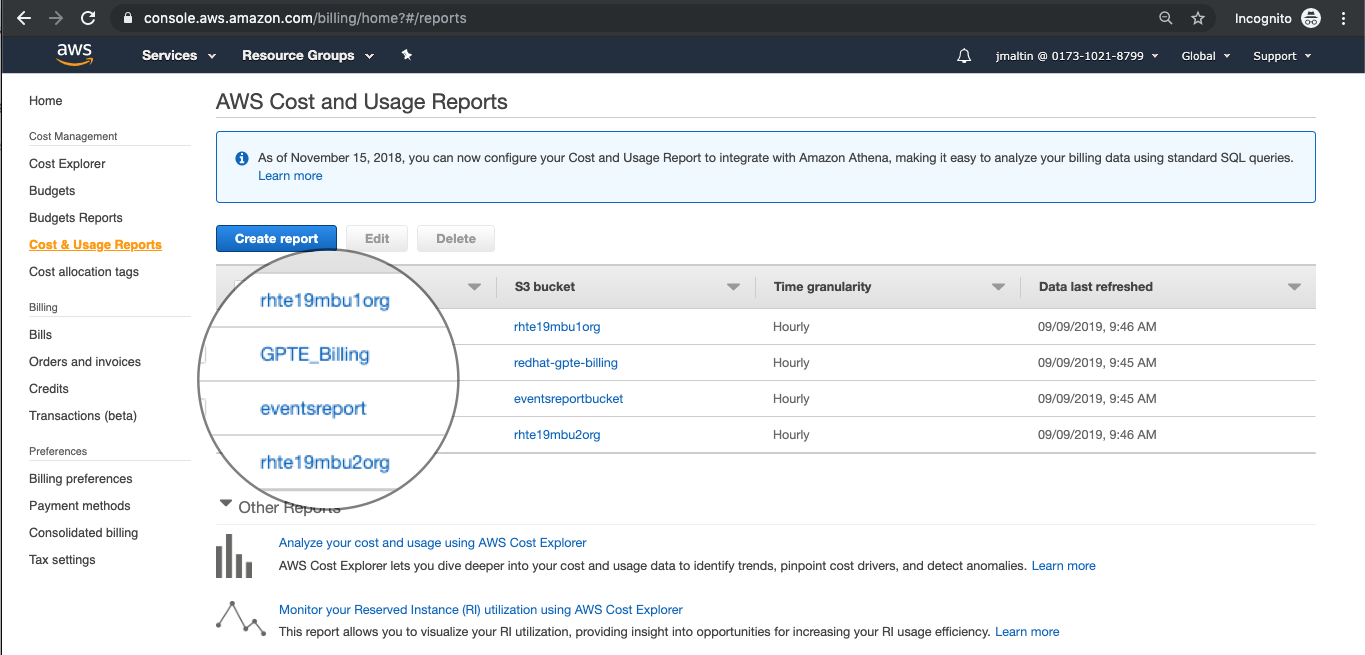 console.aws.amazon.com/billing/home?#/reports
Incognito
aws
Services
Resource Groups
jmaltin @ 0173-1021-8799
Global
Support
Home
Cost Management
Cost Explorer
Budgets
Budgets Reports
Cost & Usage Reports
Cost allocation tags
Billing
Bills
Orders and invoices
Credits
Transactions (beta)
Preferences
Billing preferences
Payment methods
Consolidated billing
Tax settings
AWS Cost and Usage Reports
As of November 15, 2018, you can now configure your Cost and Usage Report to integrate with Amazon Athena, making it easy to analyze your billing data using standard SQL queries.
Learn more
Create report Edit Delete
S3 bucket Time granularity Data last refreshed
rhte19mbu1org rhte19mbu1org Hourly 09/09/2019, 9:46 AM
GPTE_Billing redhat-gpte-billing Hourly 09/09/2019, 9:45 AM
eventsreport eventsreportbucket Hourly 09/09/2019, 9:45 AM
rhte19mbu2org rhte19mbu2org Hourly 09/09/2019, 9:46 AM
Other Reports
Analyze your cost and usage using AWS Cost Explorer
AWS Cost Explorer lets you dive deeper into your cost and usage data to identify trends, pinpoint cost drivers, and detect anomalies. Learn more
Monitor your Reserved Instance (RI) utilization using AWS Cost Explorer
This report allows you to visualize your RI utilization, providing insight into opportunities for increasing your RI usage efficiency. Learn more